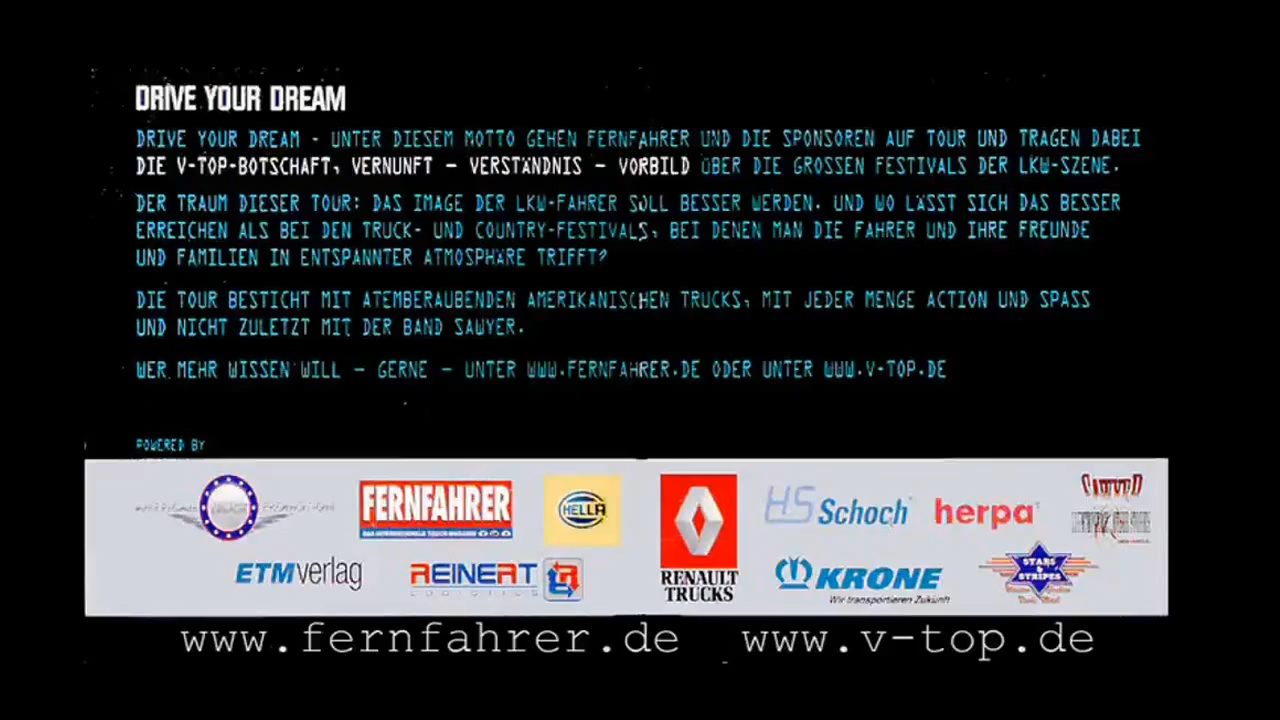 DRIVE YOUR DREAM
DRIVE YOUR DREAM - UNTER DIESEM MOTTO GEHEN FERNFAHRER UND DIE SPONSOREN AUF TOUR UND TRAGEN DABEI
DIE V-TOP-BOTSCHAFT, VERNUNFT – VERSTÄNDNIS – VORBILD ÜBER DIE GROSSEN FESTIVALS DER LKW-SZENE.
DER TRAUM DIESER TOUR: DAS IMAGE DER LKW-FAHRER SOLL BESSER WERDEN. UND WO LÄSST SICH DAS BESSER
ERREICHEN ALS BEI DEN TRUCK- UND COUNTRY-FESTIVALS, BEI DENEN MAN DIE FAHRER UND IHRE FREUNDE
UND FAMILIEN IN ENTSPANNTER ATMOSPHÄRE TRIFFT?
DIE TOUR BESTICHT MIT ATEMBERAUBENDEN AMERIKANISCHEN TRUCKS, MIT JEDER MENGE ACTION UND SPASS
UND NICHT ZULETZT MIT DER BAND SAWYER.
WER MEHR WISSEN WILL – GERNE – UNTER WWW.FERNFAHRER.DE ODER UNTER WWW.V-TOP.DE
POWERED BY
FERNFAHRER
HELLA
RENAULT
TRUCKS
HS Schoch
herpa
ETMverlag
REINERT
LOGISTICS
KRONE
Wir transportieren Zukunft
STARS
&
STRIPES
www.fernfahrer.de www.v-top.de